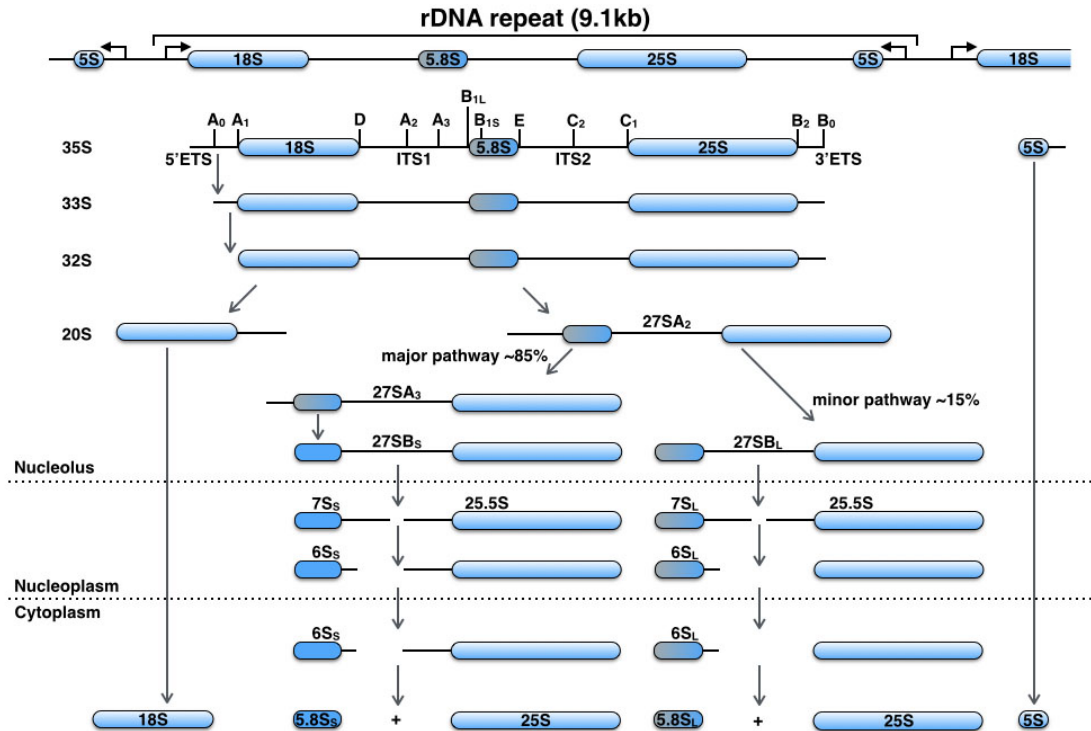 rDNA repeat (9.1kb)
5S 18S 5.8S 25S 5S 18S
A0 A1 D A2 A3 B1L B1S E C2 C1 B2 B0
35S 18S 5.8S 25S 5S
5'ETS ITS1 ITS2 3'ETS
33S
32S
20S 27SA2
major pathway ~85%
minor pathway ~15%
27SA3
27SBS 27SBL
Nucleolus
7SS 25.5S 7SL 25.5S
6SS 6SL
Nucleoplasm
Cytoplasm
6SS 6SL
18S 5.8SS + 25S 5.8SL + 25S 5S